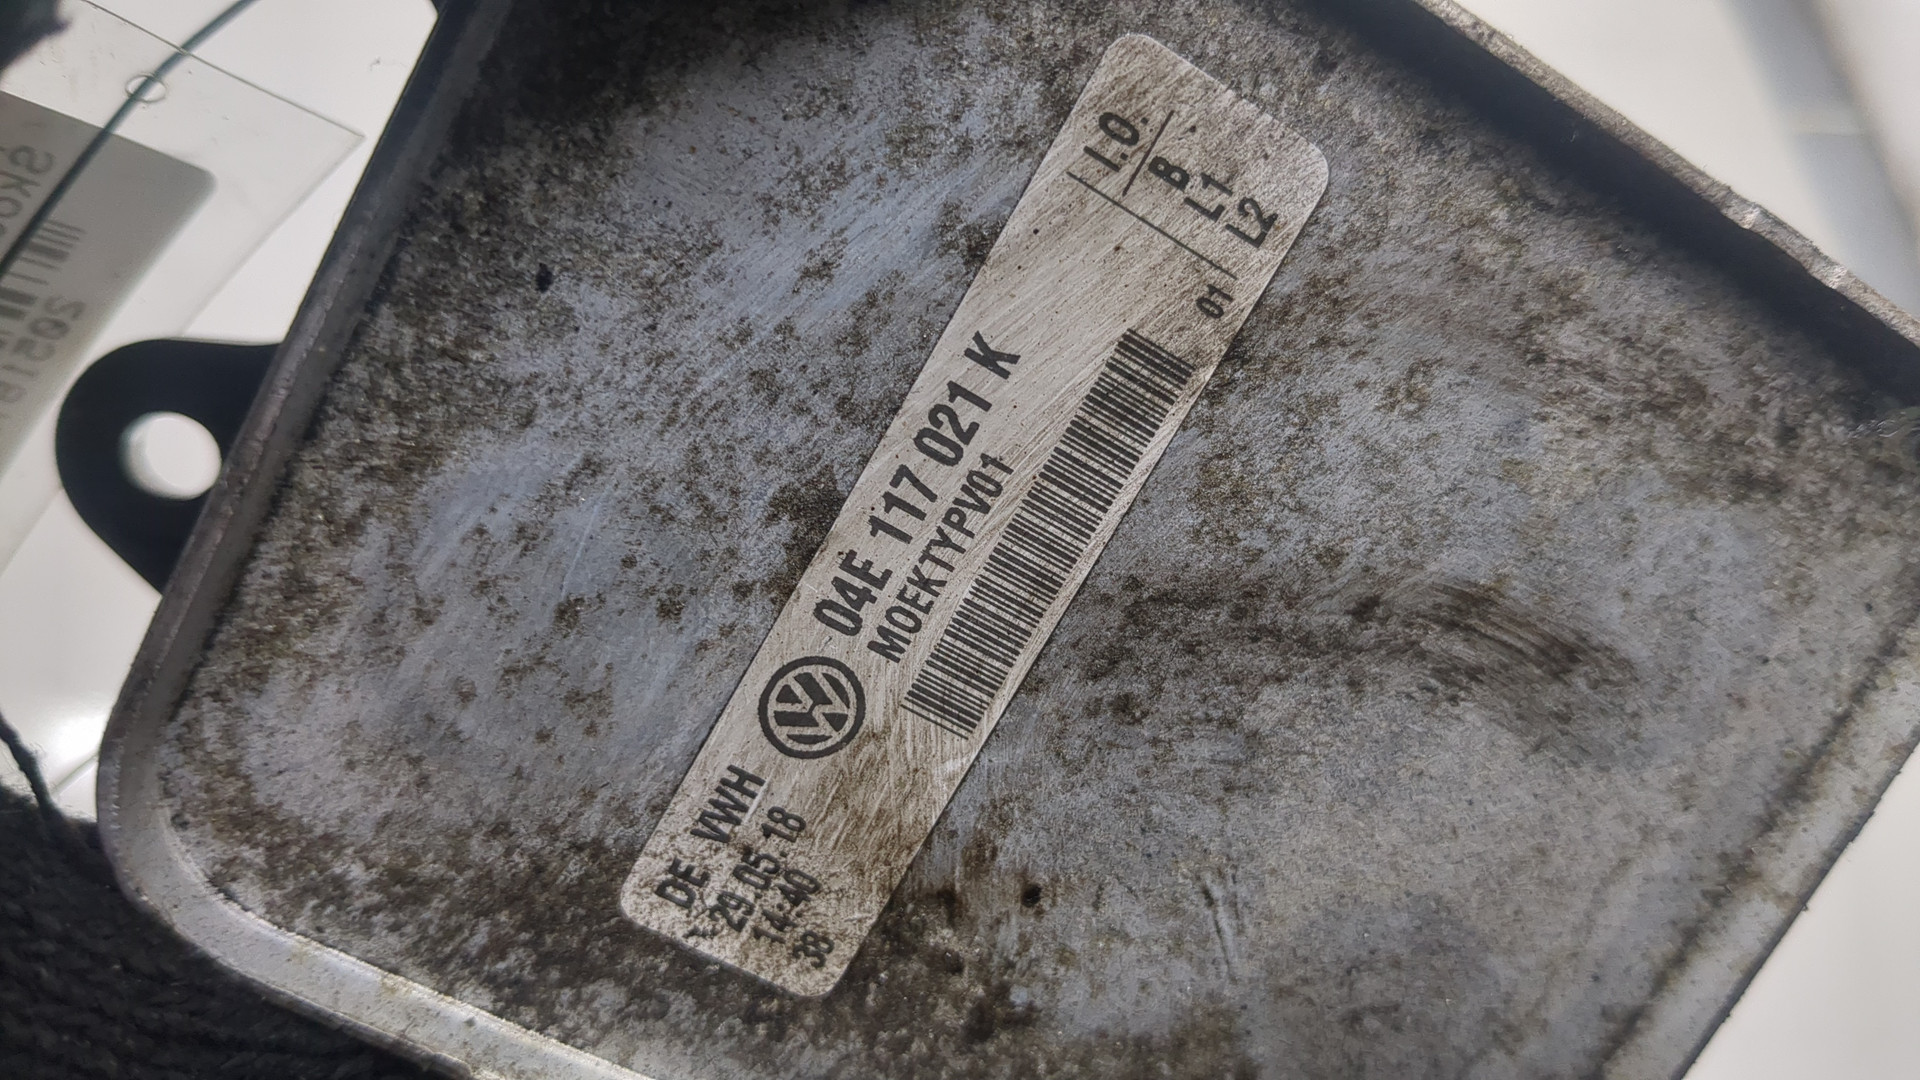 DE VWH
29.05.18
14:40
38
04E 117 021 K
MOEKTYPV01
I.O.
B
L1
L2
01